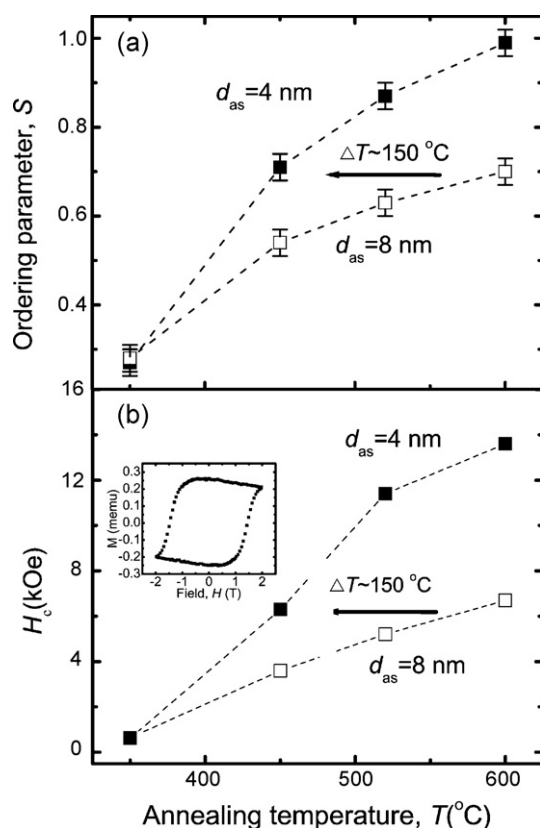 (a)
1.0
0.8
0.6
0.4
Ordering parameter, S
d_as=4 nm
△T~150 °C
d_as=8 nm
(b)
16
12
8
4
0
H_c(kOe)
d_as=4 nm
△T~150 °C
d_as=8 nm
0.3
0.2
0.1
0.0
-0.1
-0.2
-0.3
M (memu)
-2 -1 0 1 2
Field, H (T)
400 500 600
Annealing temperature, T(°C)